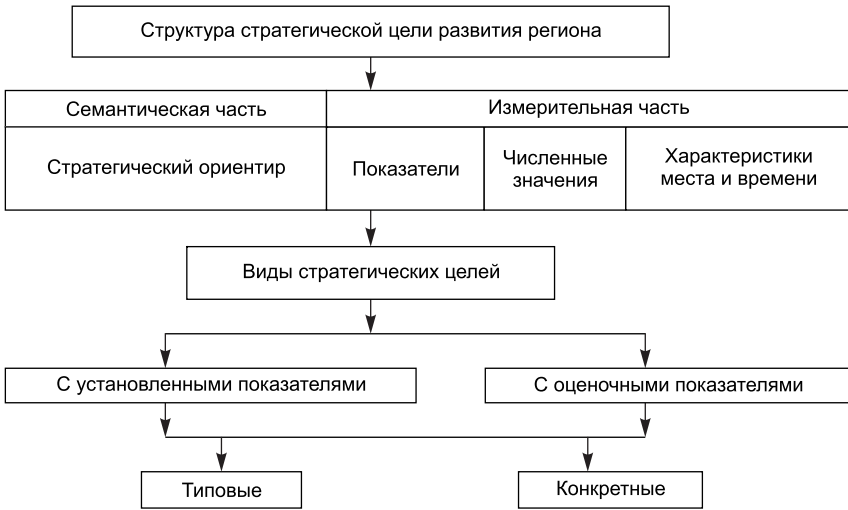 Структура стратегической цели развития региона
Семантическая часть
Измерительная часть
Стратегический ориентир
Показатели
Численные
значения
Характеристики
места и времени
Виды стратегических целей
С установленными показателями
С оценочными показателями
Типовые
Конкретные